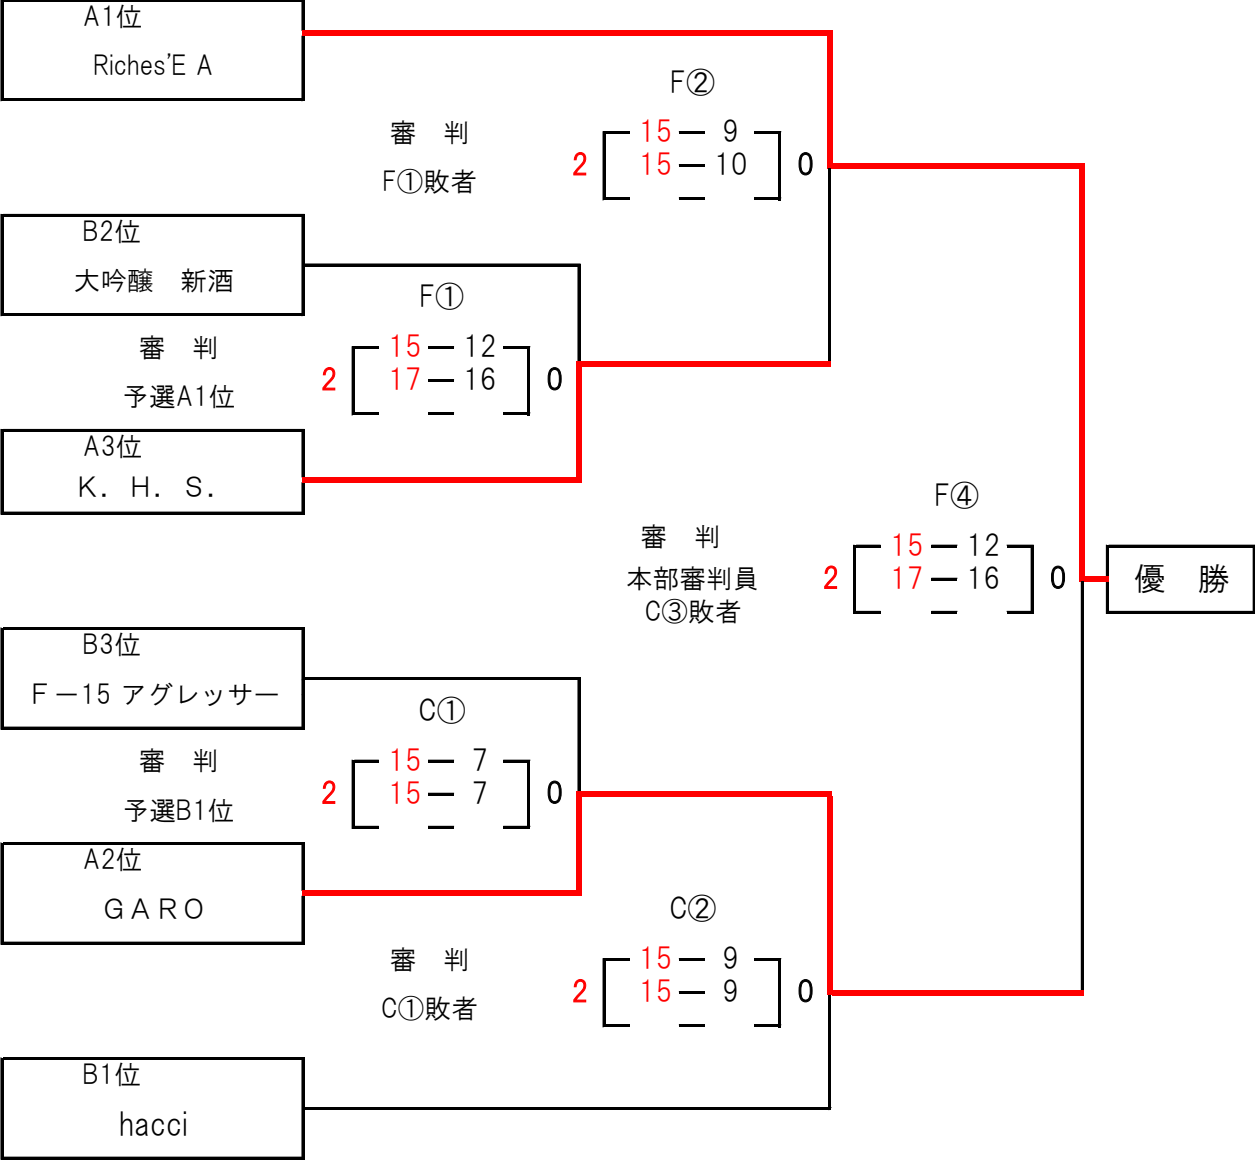 A1位
Riches'E A
F②
審　判
F①敗者
2 15 ― 9 0
15 ― 10
―
B2位
大吟醸　新酒
F①
審　判
予選A1位
2 15 ― 12 0
17 ― 16
―
A3位
Ｋ．Ｈ．Ｓ．
F④
審　判
本部審判員
C③敗者
2 15 ― 12 0
17 ― 16
―
優　勝
B3位
Ｆ－15 アグレッサー
C①
審　判
予選B1位
2 15 ― 7 0
15 ― 7
―
A2位
ＧＡＲＯ
C②
審　判
C①敗者
2 15 ― 9 0
15 ― 9
―
B1位
hacci